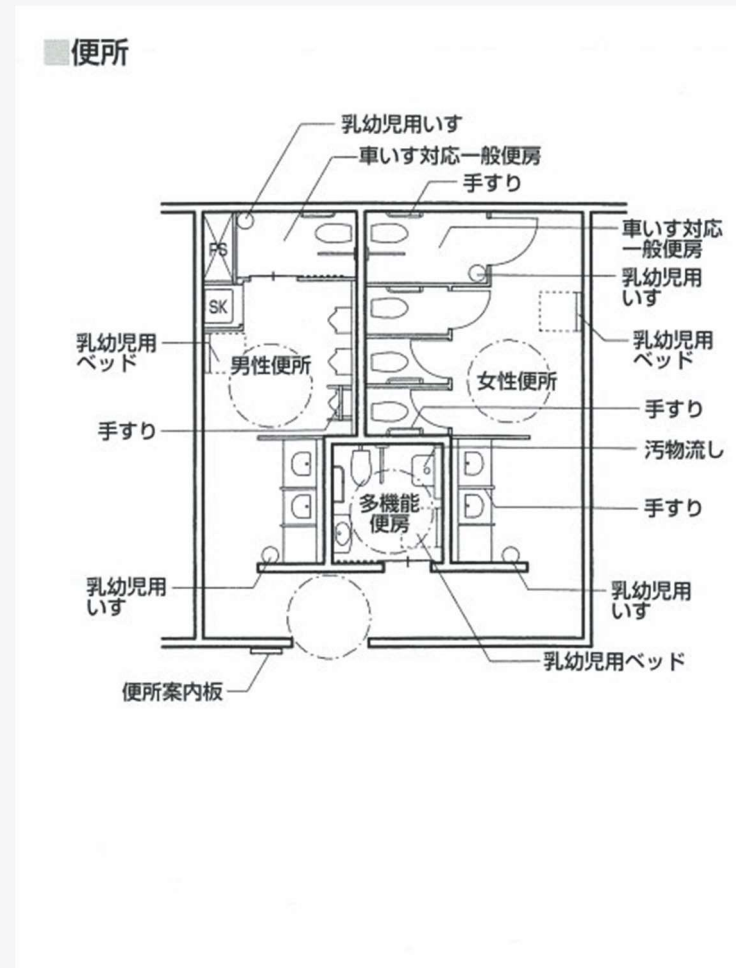 便所
乳幼児用いす
車いす対応一般便房
手すり
車いす対応
一般便房
PS
乳幼児用
いす
SK
乳幼児用
ベッド
男性便所
乳幼児用
ベッド
女性便所
手すり
手すり
汚物流し
多機能
便房
手すり
乳幼児用
いす
乳幼児用
いす
乳幼児用ベッド
便所案内板